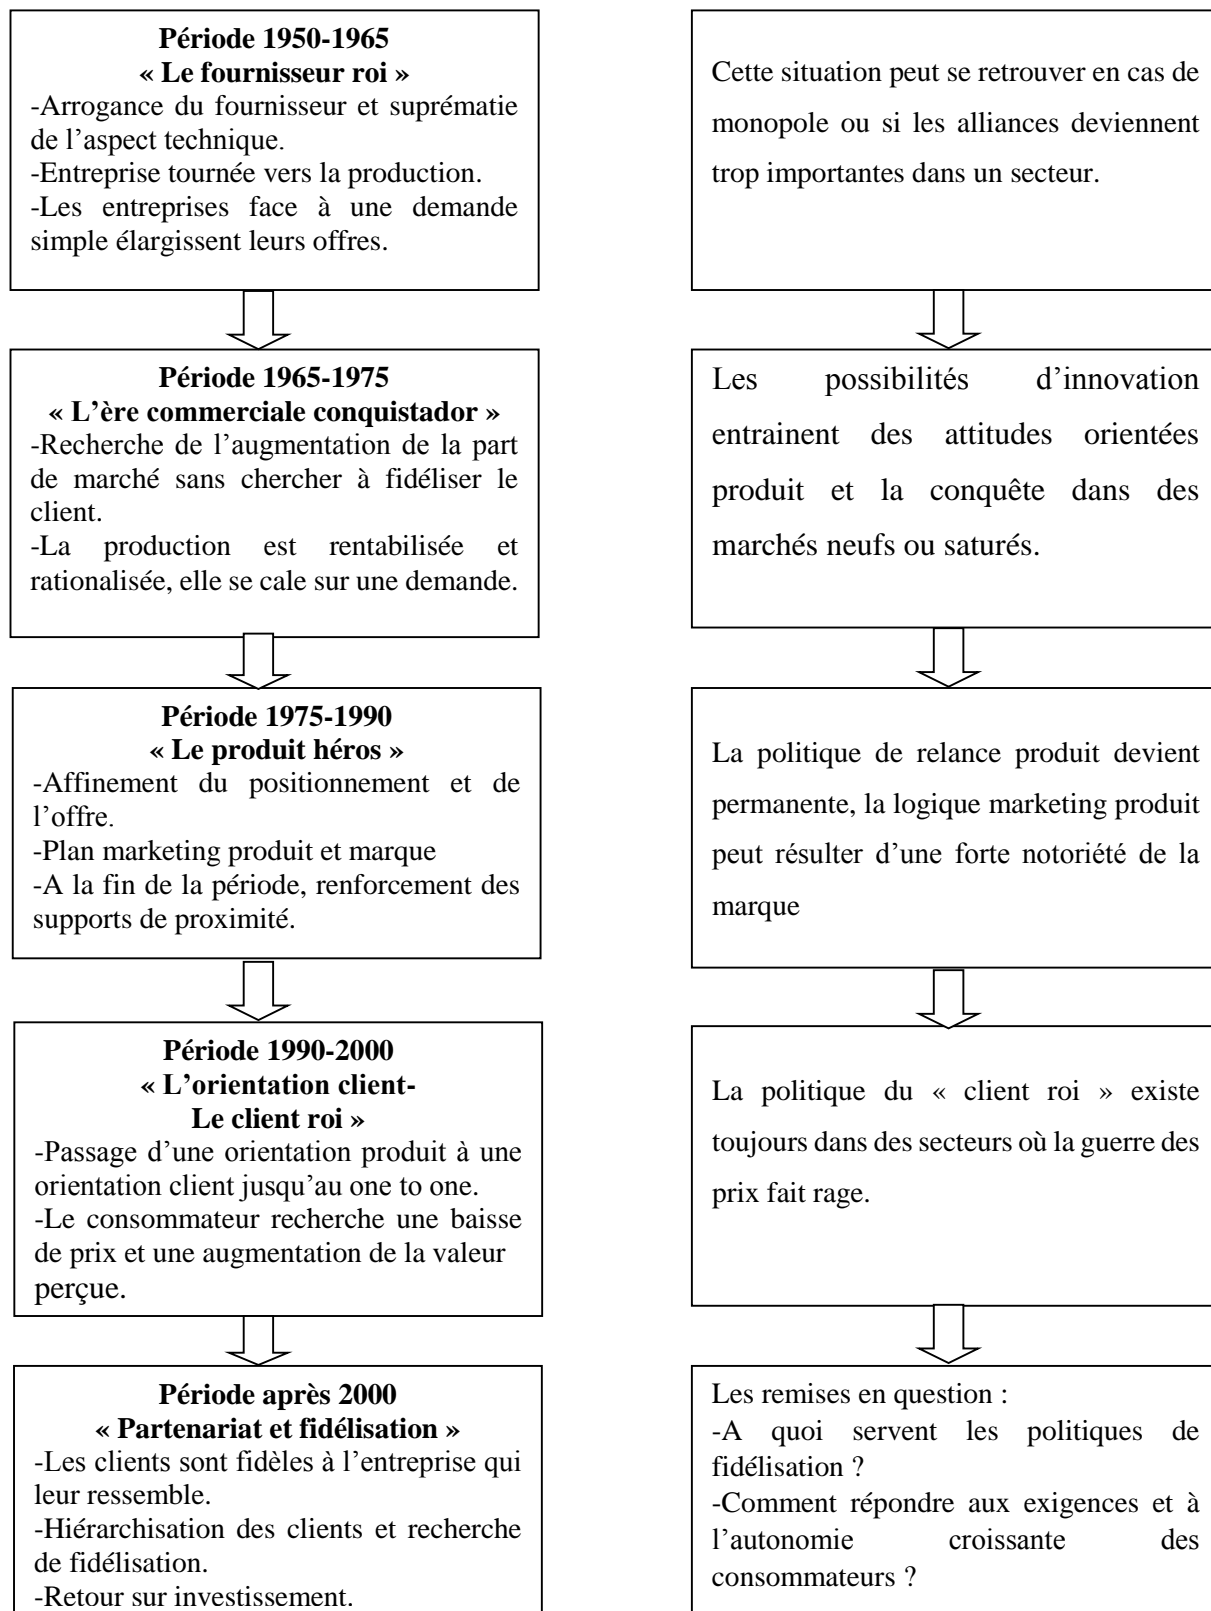 Période 1950-1965
« Le fournisseur roi »
-Arrogance du fournisseur et suprématie
de l’aspect technique.
-Entreprise tournée vers la production.
-Les entreprises face à une demande
simple élargissent leurs offres.
Cette situation peut se retrouver en cas de
monopole ou si les alliances deviennent
trop importantes dans un secteur.
Période 1965-1975
« L’ère commerciale conquistador »
-Recherche de l’augmentation de la part
de marché sans chercher à fidéliser le
client.
-La production est rentabilisée et
rationalisée, elle se cale sur une demande.
Les possibilités d’innovation
entrainent des attitudes orientées
produit et la conquête dans des
marchés neufs ou saturés.
Période 1975-1990
« Le produit héros »
-Affinement du positionnement et de
l’offre.
-Plan marketing produit et marque
-A la fin de la période, renforcement des
supports de proximité.
La politique de relance produit devient
permanente, la logique marketing produit
peut résulter d’une forte notoriété de la
marque
Période 1990-2000
« L’orientation client-
Le client roi »
-Passage d’une orientation produit à une
orientation client jusqu’au one to one.
-Le consommateur recherche une baisse
de prix et une augmentation de la valeur
perçue.
La politique du « client roi » existe
toujours dans des secteurs où la guerre des
prix fait rage.
Période après 2000
« Partenariat et fidélisation »
-Les clients sont fidèles à l’entreprise qui
leur ressemble.
-Hiérarchisation des clients et recherche
de fidélisation.
-Retour sur investissement.
Les remises en question :
-A quoi servent les politiques de
fidélisation ?
-Comment répondre aux exigences et à
l’autonomie croissante des
consommateurs ?